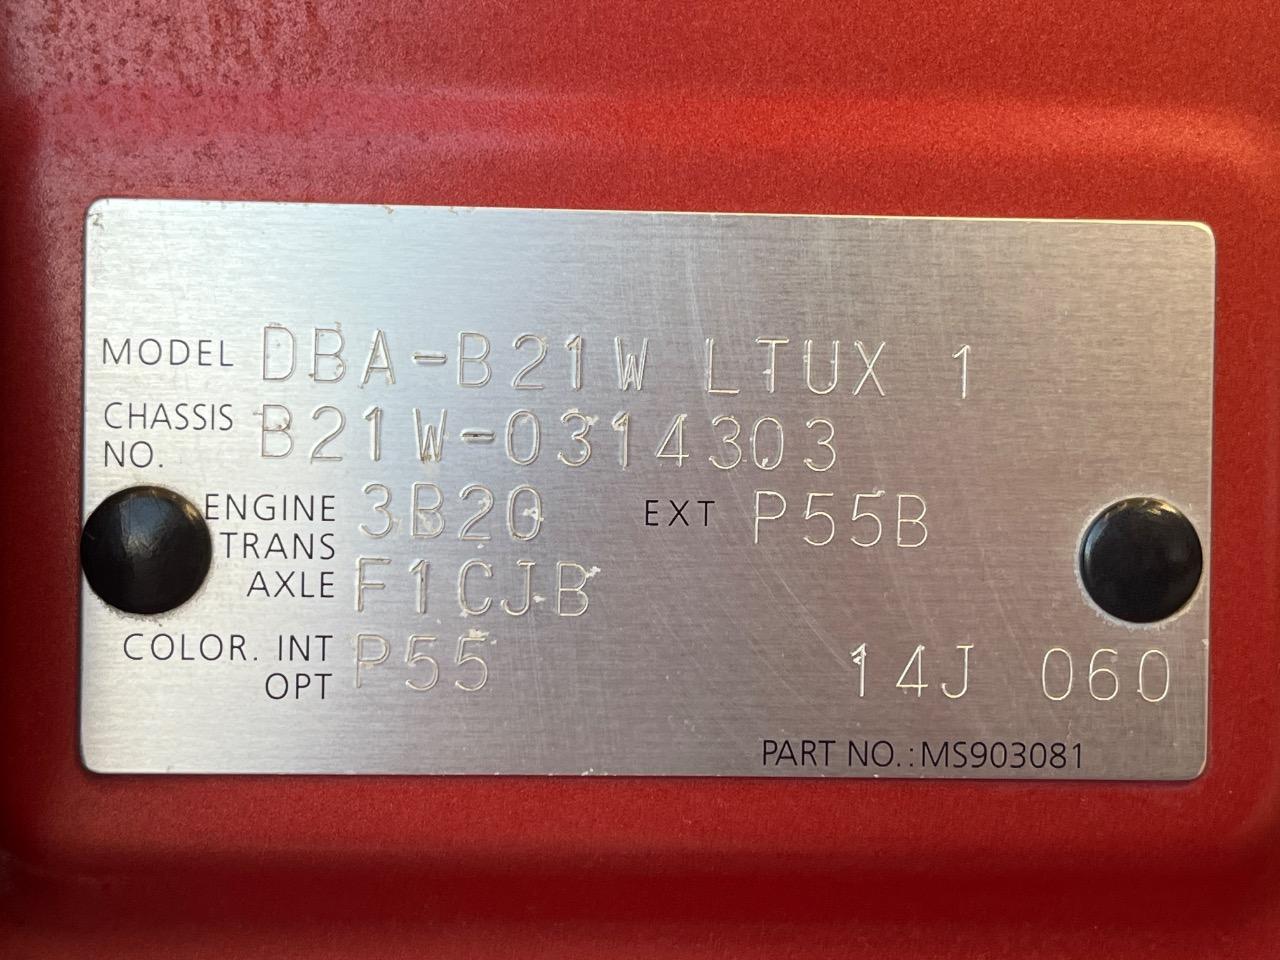 MODEL DBA-B21W LTUX 1
CHASSIS NO. B21W-0314303
ENGINE 3B20 EXT P55B
TRANS AXLE F1CJB
COLOR. INT OPT P55 14J 060
PART NO.:MS903081